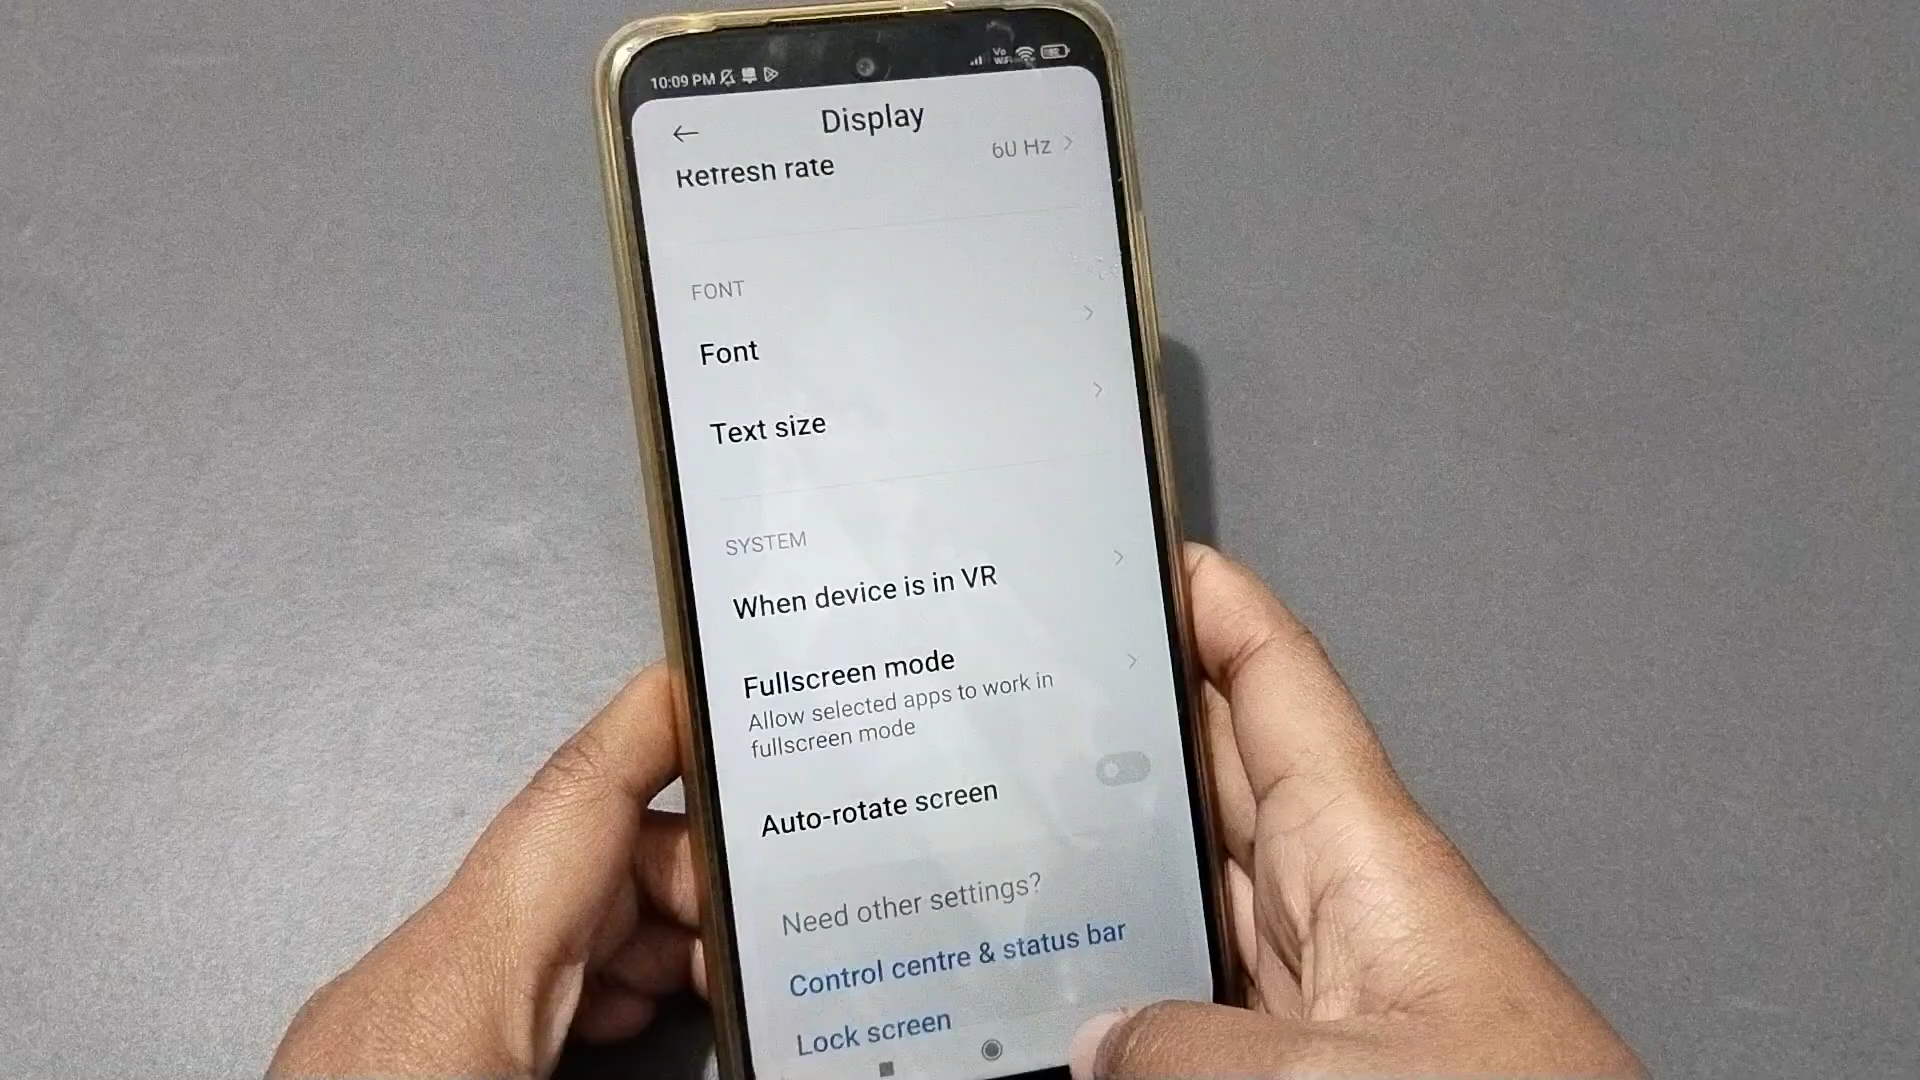 10:09 PM
Vo
WiFi
Display
Refresh rate
60 Hz
FONT
Font
Text size
SYSTEM
When device is in VR
Fullscreen mode
Allow selected apps to work in
fullscreen mode
Auto-rotate screen
Need other settings?
Control centre & status bar
Lock screen